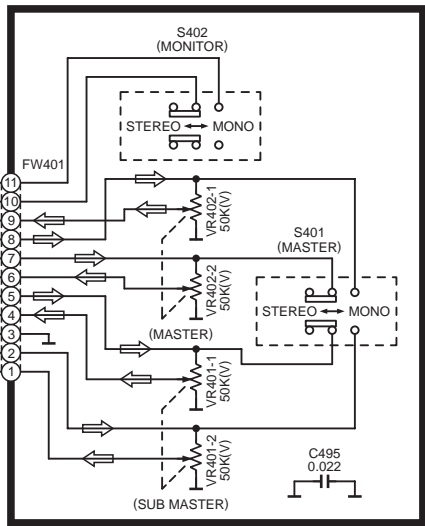 S402
(MONITOR)
STEREO MONO
FW401
11
10
9
8
7
6
5
4
3
2
1
VR402-1
50K(V)
S401
(MASTER)
VR402-2
50K(V)
STEREO MONO
(MASTER)
VR401-1
50K(V)
VR401-2
50K(V)
C495
0.022
(SUB MASTER)